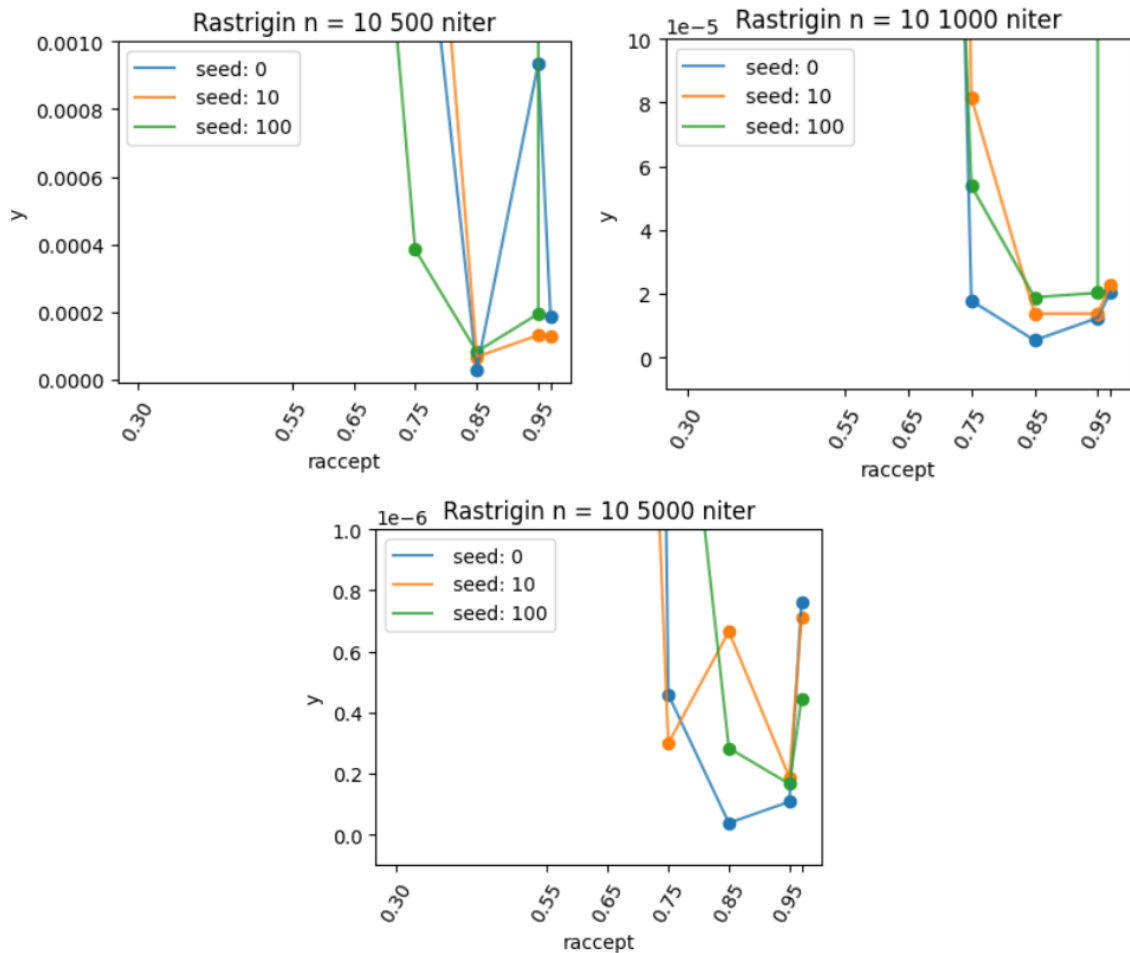 Rastrigin n = 10 500 niter
0.0010
0.0008
0.0006
0.0004
0.0002
0.0000
y
seed: 0
seed: 10
seed: 100
0.30
0.55
0.65
0.75
0.85
0.95
raccept
Rastrigin n = 10 1000 niter
1e−5
10
8
6
4
2
0
y
seed: 0
seed: 10
seed: 100
0.30
0.55
0.65
0.75
0.85
0.95
raccept
Rastrigin n = 10 5000 niter
1e−6
1.0
0.8
0.6
0.4
0.2
0.0
y
seed: 0
seed: 10
seed: 100
0.30
0.55
0.65
0.75
0.85
0.95
raccept